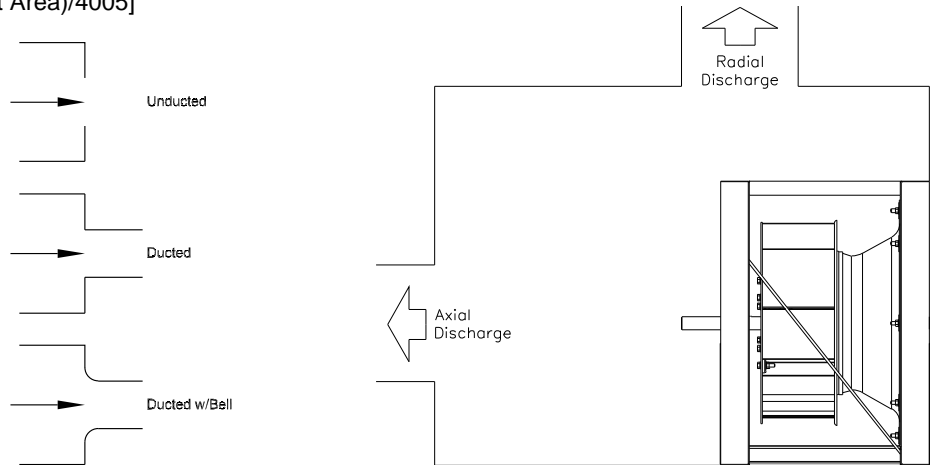 Area)/4005]
Radial
Discharge
Unducted
Ducted
Axial
Discharge
Ducted w/Bell